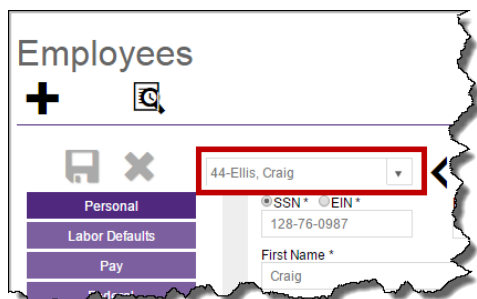 Employees
44-Ellis, Craig
Personal
SSN * EIN *
128-76-0987
Labor Defaults
First Name *
Pay
Craig